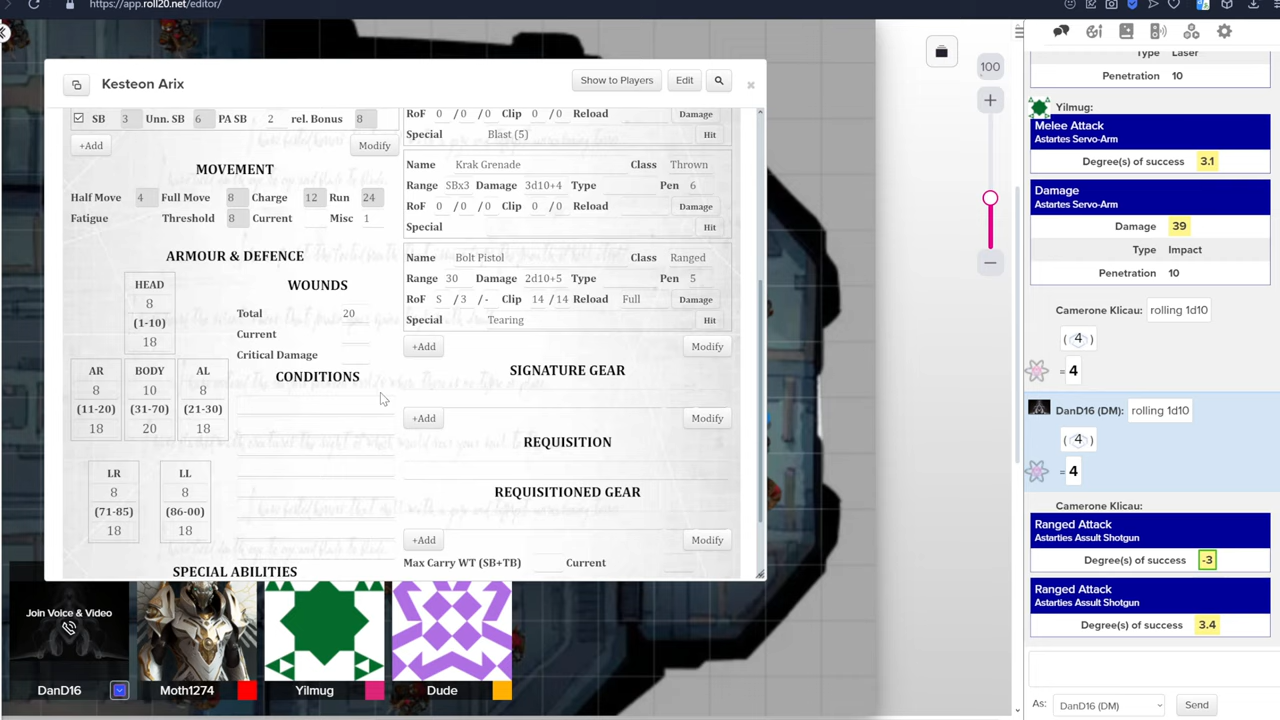 https://app.roll20.net/editor/
Kesteon Arix
Show to Players
Edit
SB 3 Unn. SB 6 PA SB 2 rel. Bonus 8
+Add
Modify
MOVEMENT
Half Move 4 Full Move 8 Charge 12 Run 24
Fatigue Threshold 8 Current Misc 1
ARMOUR & DEFENCE
HEAD
8
(1-10)
18
AR
8
(11-20)
18
BODY
10
(31-70)
20
AL
8
(21-30)
18
LR
8
(71-85)
18
LL
8
(86-00)
18
WOUNDS
Total 20
Current
Critical Damage
CONDITIONS
SPECIAL ABILITIES
RoF 0 / 0 / 0 Clip 0 / 0 Reload Damage
Special Blast (5) Hit
Name Krak Grenade Class Thrown
Range SBx3 Damage 3d10+4 Type Pen 6
RoF 0 / 0 / 0 Clip 0 / 0 Reload Damage
Special Hit
Name Bolt Pistol Class Ranged
Range 30 Damage 2d10+5 Type Pen 5
RoF S / 3 / - Clip 14 / 14 Reload Full Damage
Special Tearing Hit
+Add Modify
SIGNATURE GEAR
+Add Modify
REQUISITION
REQUISITIONED GEAR
+Add Modify
Max Carry WT (SB+TB) Current
100
Join Voice & Video
DanD16
Moth1274
Yilmug
Dude
Type Laser
Penetration 10
Yilmug:
Melee Attack
Astartes Servo-Arm
Degree(s) of success 3.1
Damage
Astartes Servo-Arm
Damage 39
Type Impact
Penetration 10
Camerone Klicau: rolling 1d10
( 4 )
= 4
DanD16 (DM): rolling 1d10
( 4 )
= 4
Camerone Klicau:
Ranged Attack
Astarties Assult Shotgun
Degree(s) of success -3
Ranged Attack
Astarties Assult Shotgun
Degree(s) of success 3.4
As: DanD16 (DM) Send